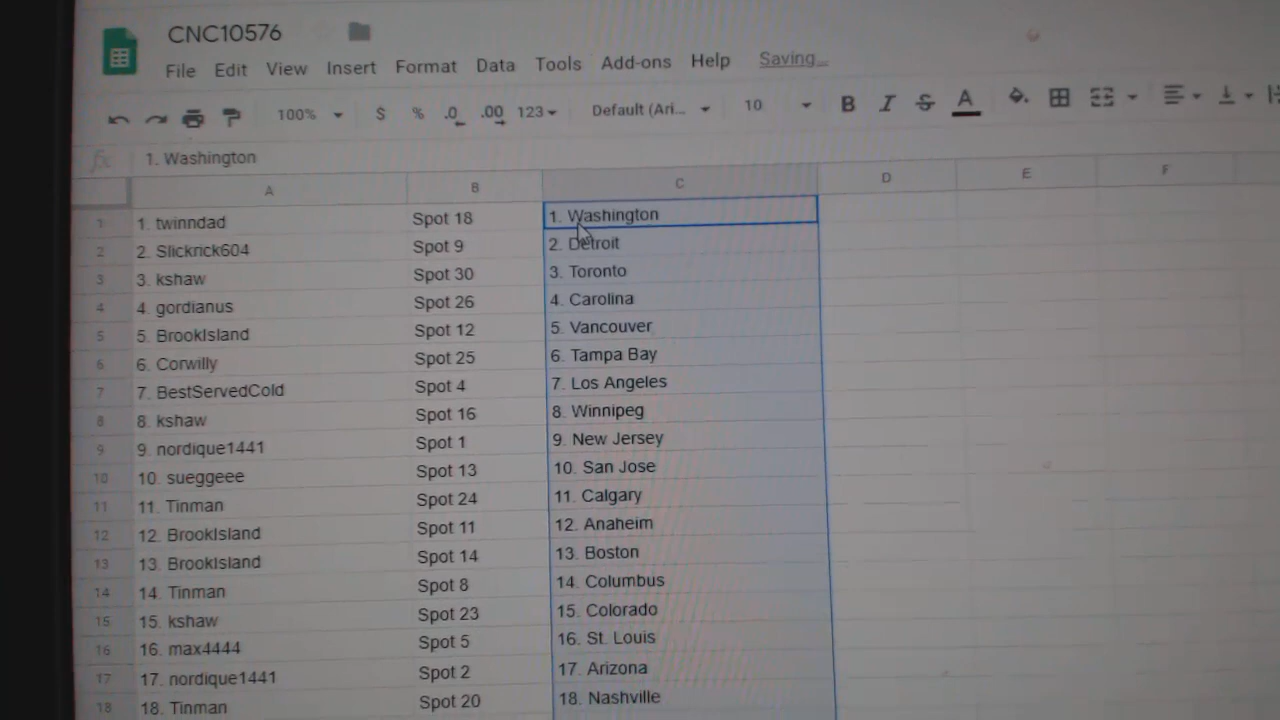 CNC10576
File Edit View Insert Format Data Tools Add-ons Help Saving...
100% $ % .0 .00 123 Default (Ari... 10 B I S A
fx 1. Washington
A B C D E F
1 1. twinndad Spot 18 1. Washington
2 2. Slickrick604 Spot 9 2. Detroit
3 3. kshaw Spot 30 3. Toronto
4 4. gordianus Spot 26 4. Carolina
5 5. BrookIsland Spot 12 5. Vancouver
6 6. Corwilly Spot 25 6. Tampa Bay
7 7. BestServedCold Spot 4 7. Los Angeles
8 8. kshaw Spot 16 8. Winnipeg
9 9. nordique1441 Spot 1 9. New Jersey
10 10. sueggeee Spot 13 10. San Jose
11 11. Tinman Spot 24 11. Calgary
12 12. BrookIsland Spot 11 12. Anaheim
13 13. BrookIsland Spot 14 13. Boston
14 14. Tinman Spot 8 14. Columbus
15 15. kshaw Spot 23 15. Colorado
16 16. max4444 Spot 5 16. St. Louis
17 17. nordique1441 Spot 2 17. Arizona
18 18. Tinman Spot 20 18. Nashville